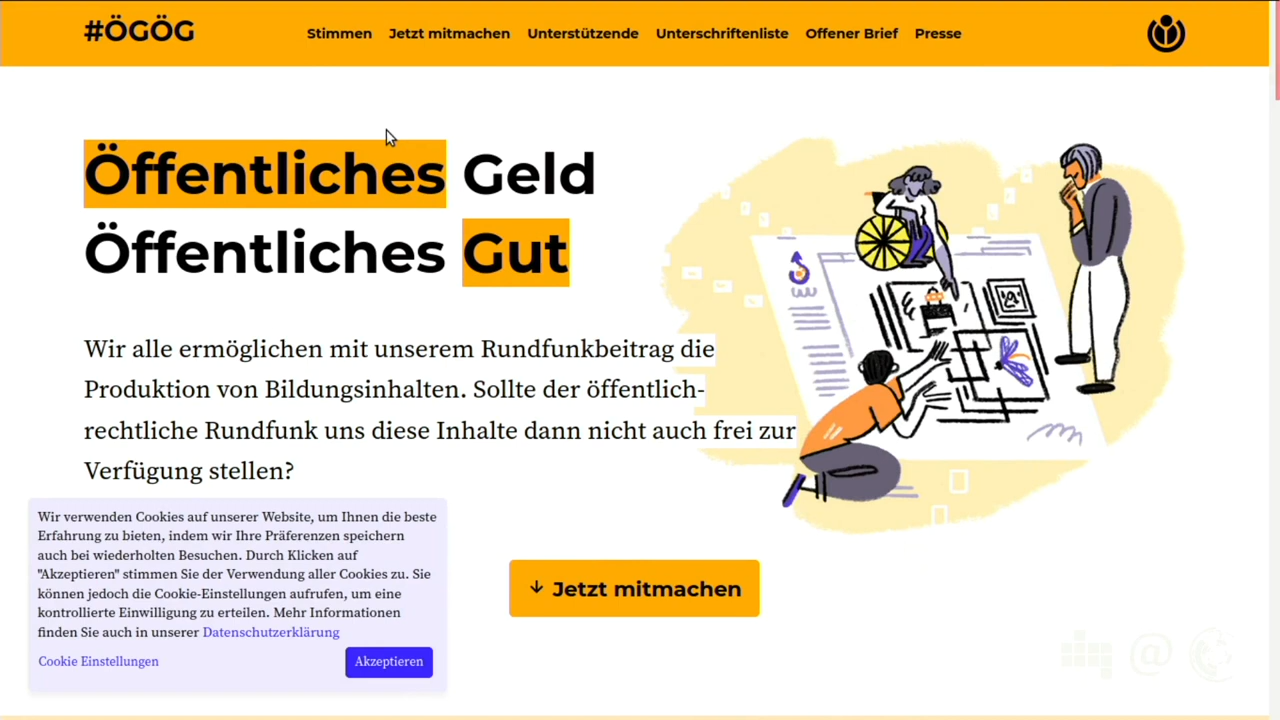 #ÖGÖG
Stimmen Jetzt mitmachen Unterstützende Unterschriftenliste Offener Brief Presse
Öffentliches Geld
Öffentliches Gut
Wir alle ermöglichen mit unserem Rundfunkbeitrag die
Produktion von Bildungsinhalten. Sollte der öffentlich-
rechtliche Rundfunk uns diese Inhalte dann nicht auch frei zur
Verfügung stellen?
Wir verwenden Cookies auf unserer Website, um Ihnen die beste
Erfahrung zu bieten, indem wir Ihre Präferenzen speichern
auch bei wiederholten Besuchen. Durch Klicken auf
"Akzeptieren" stimmen Sie der Verwendung aller Cookies zu. Sie
können jedoch die Cookie-Einstellungen aufrufen, um eine
kontrollierte Einwilligung zu erteilen. Mehr Informationen
finden Sie auch in unserer Datenschutzerklärung
Cookie Einstellungen Akzeptieren
↓ Jetzt mitmachen
@